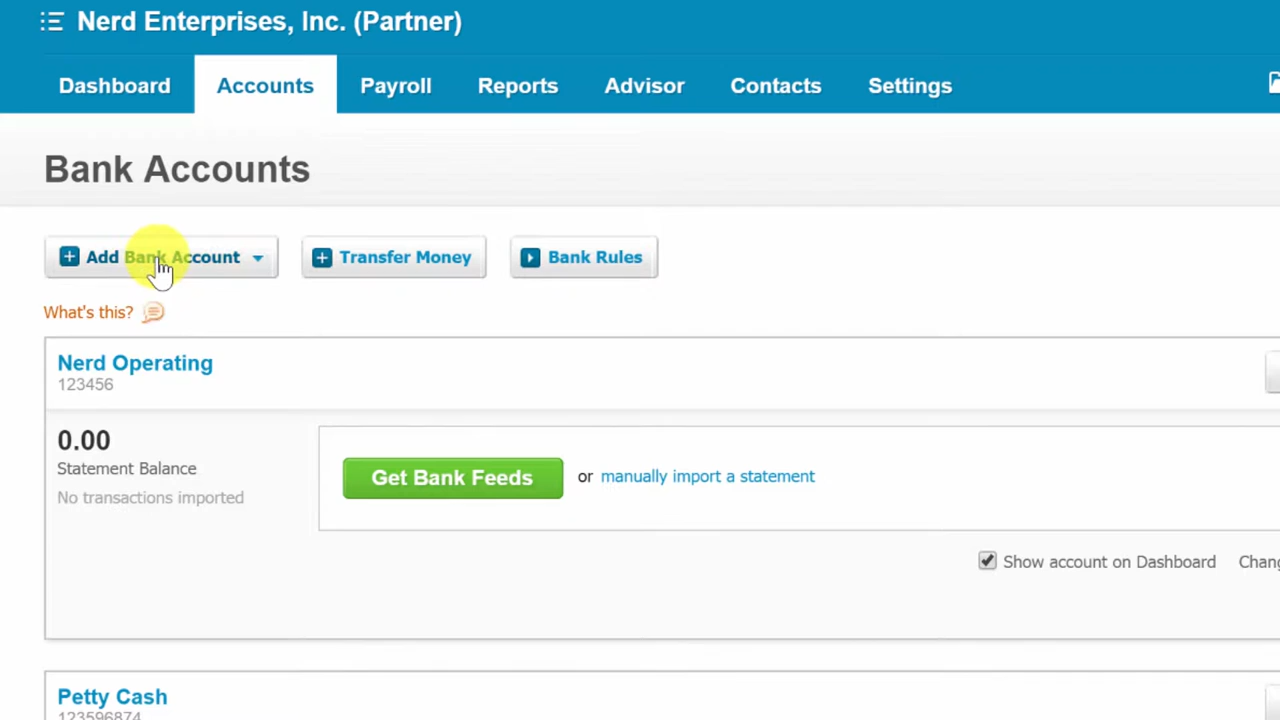 Nerd Enterprises, Inc. (Partner)
Dashboard Accounts Payroll Reports Advisor Contacts Settings
Bank Accounts
Add Bank Account Transfer Money Bank Rules
What's this?
Nerd Operating
123456
0.00
Statement Balance
No transactions imported
Get Bank Feeds or manually import a statement
Show account on Dashboard
Petty Cash
123596874